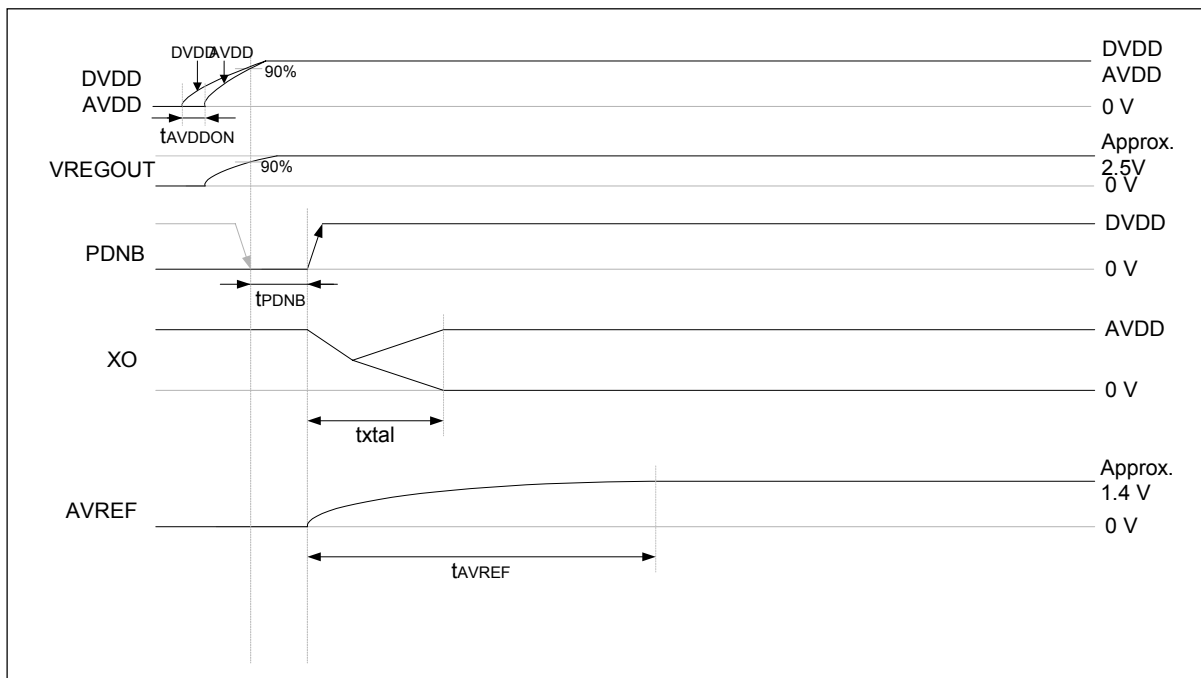 DVDD AVDD
DVDD
AVDD
90%
DVDD
AVDD
0 V
tAVDDON
VREGOUT
90%
Approx.
2.5V
0 V
PDNB
DVDD
0 V
tPDNB
XO
AVDD
0 V
txtal
AVREF
Approx.
1.4 V
0 V
tAVREF